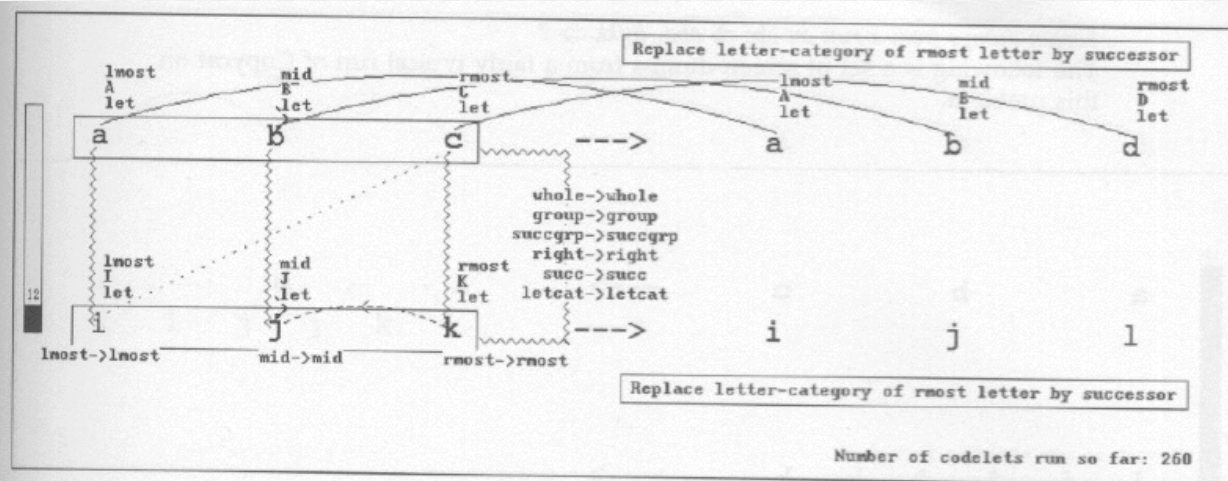 Replace letter-category of rmost letter by successor
lmost mid rmost lmost mid rmost
A B C A B D
let let let let let let
a b c ---> a b d
whole->whole
group->group
succgrp->succgrp
right->right
succ->succ
letcat->letcat
lmost mid rmost
I J K
let let let
12
i j k ---> i j l
lmost->lmost mid->mid rmost->rmost
Replace letter-category of rmost letter by successor
Number of codelets run so far: 260